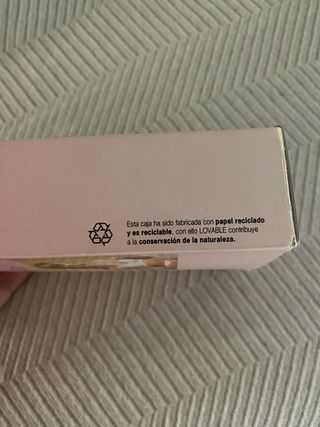 Esta caja ha sido fabricada con papel reciclado
y es reciclable, con ello LOVABLE contribuye
a la conservación de la naturaleza.